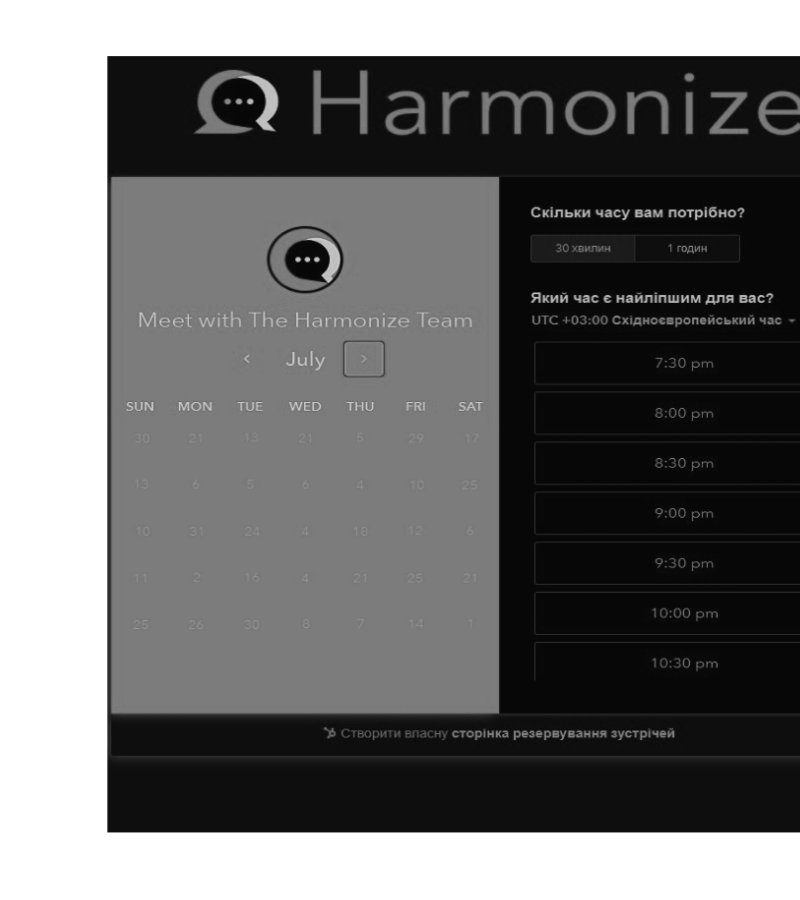 Harmonize
Meet with The Harmonize Team
July
SUN MON TUE WED THU FRI SAT
30 21 13 21 5 29 17
13 6 5 6 4 10 25
10 31 24 4 18 12 6
11 2 16 4 21 25 21
25 26 30 8 7 14 1
Скільки часу вам потрібно?
30 хвилин 1 годин
Який час є найліпшим для вас?
UTC +03:00 Східноєвропейський час
7:30 pm
8:00 pm
8:30 pm
9:00 pm
9:30 pm
10:00 pm
10:30 pm
Створити власну сторінка резервування зустрічей